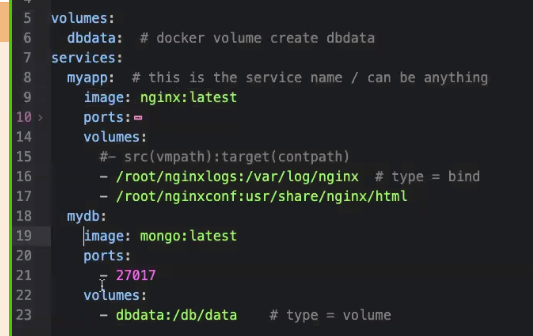 5 volumes:
6 dbdata: # docker volume create dbdata
7 services:
8 myapp: # this is the service name / can be anything
9 image: nginx:latest
10 > ports:
14 volumes:
15 #- src(vmpath):target(contpath)
16 - /root/nginxlogs:/var/log/nginx # type = bind
17 - /root/nginxconf:usr/share/nginx/html
18 mydb:
19 image: mongo:latest
20 ports:
21 - 27017
22 volumes:
23 - dbdata:/db/data # type = volume